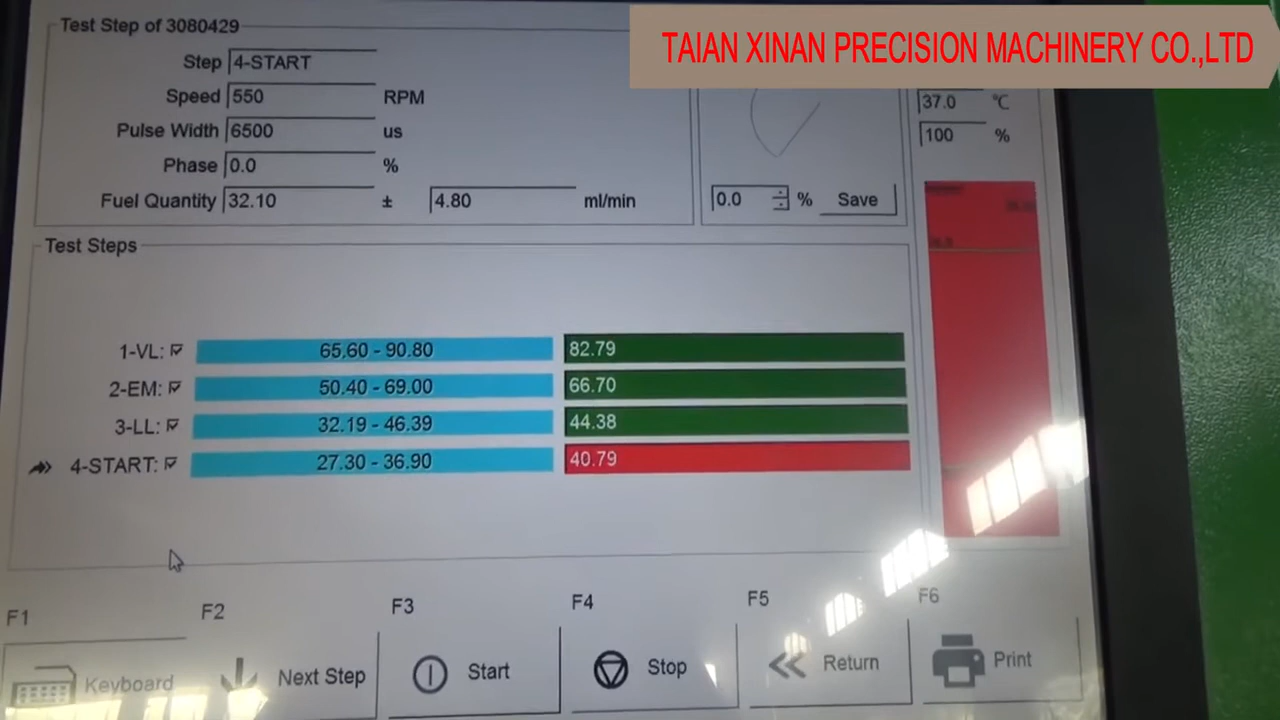 TAIAN XINAN PRECISION MACHINERY CO.,LTD
Test Step of 3080429
Step 4-START
Speed 550 RPM
Pulse Width 6500 us
Phase 0.0 %
Fuel Quantity 32.10 ± 4.80 ml/min
0.0 % Save
37.0 °C
100 %
Test Steps
1-VL: 65.60 - 90.80 82.79
2-EM: 50.40 - 69.00 66.70
3-LL: 32.19 - 46.39 44.38
4-START: 27.30 - 36.90 40.79
F1 F2 F3 F4 F5 F6
Keyboard Next Step Start Stop Return Print